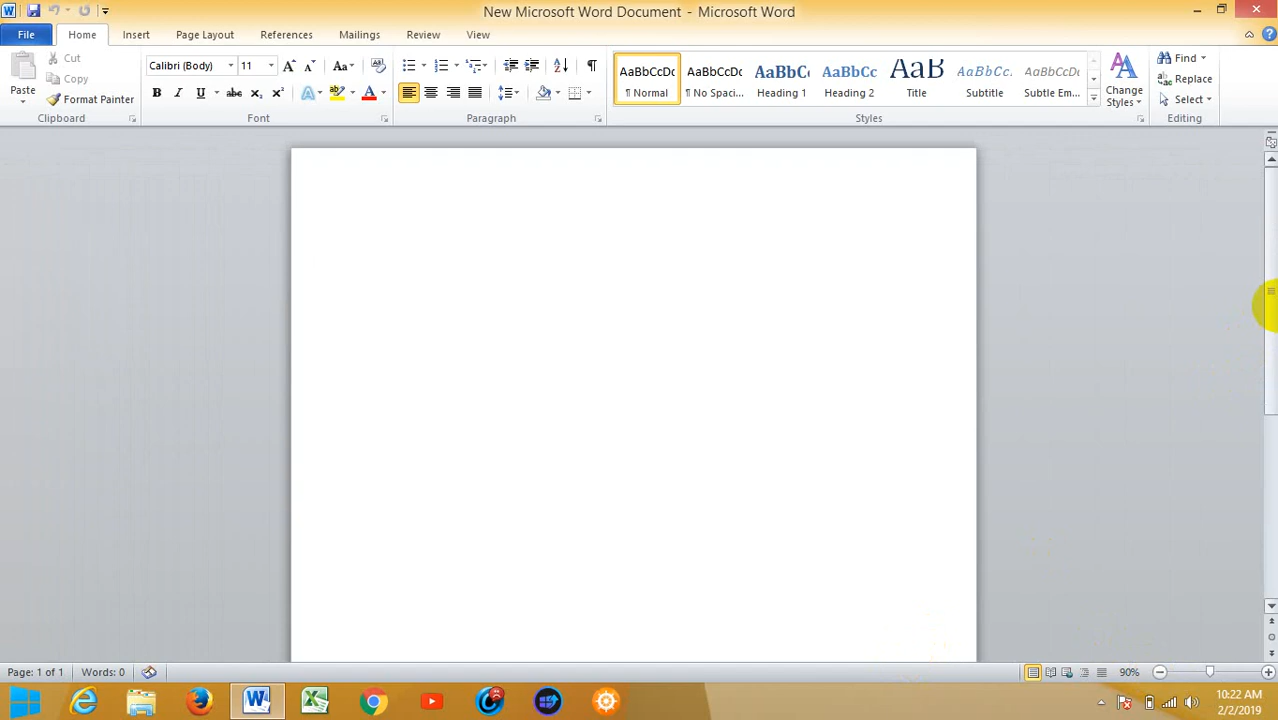 New Microsoft Word Document - Microsoft Word
File Home Insert Page Layout References Mailings Review View
Paste
Cut
Copy
Format Painter
Clipboard
Calibri (Body) 11
Font
Paragraph
AaBbCcDc AaBbCcDc AaBbC AaBbCc AaB AaBbCc. AaBbCcDc
¶ Normal ¶ No Spaci... Heading 1 Heading 2 Title Subtitle Subtle Em...
Change
Styles
Styles
Find
Replace
Select
Editing
Page: 1 of 1 Words: 0
90%
10:22 AM
2/2/2019